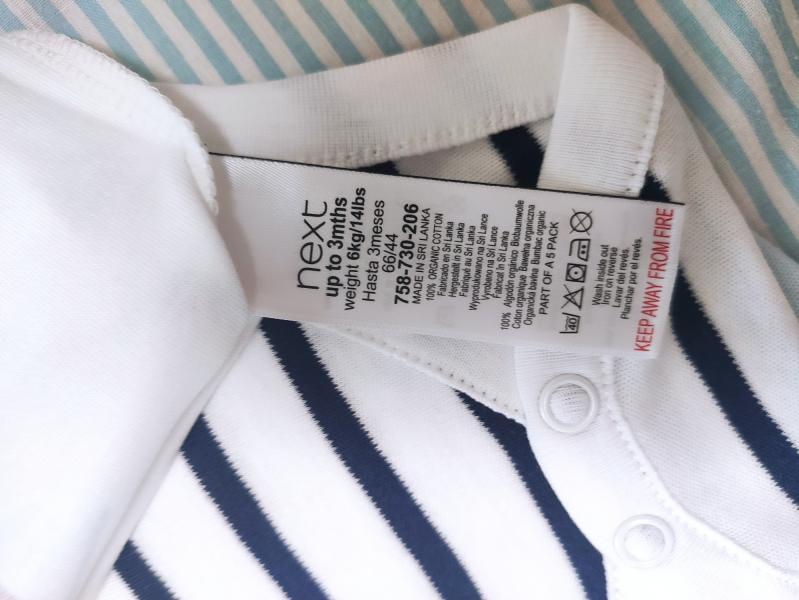 next
up to 3mths
weight 6kg/14lbs
Hasta 3meses
66/44
758-730-206
MADE IN SRI LANKA
100% ORGANIC COTTON
Fabricado en Sri Lanka
Hergestellt in Sri Lanka
Fabriqué au Sri Lanka
Wyprodukowano na Sri Lance
Vyrobeno na Sri Lance
Fabricat în Sri Lanka
100% Algodón orgánico Biobaumwolle
Coton organique Bawełna organiczna
Organická bavlna Bumbac organic
PART OF A 5 PACK
40
Wash inside out
Iron on reverse
Lavar del revés.
Planchar por el revés.
KEEP AWAY FROM FIRE